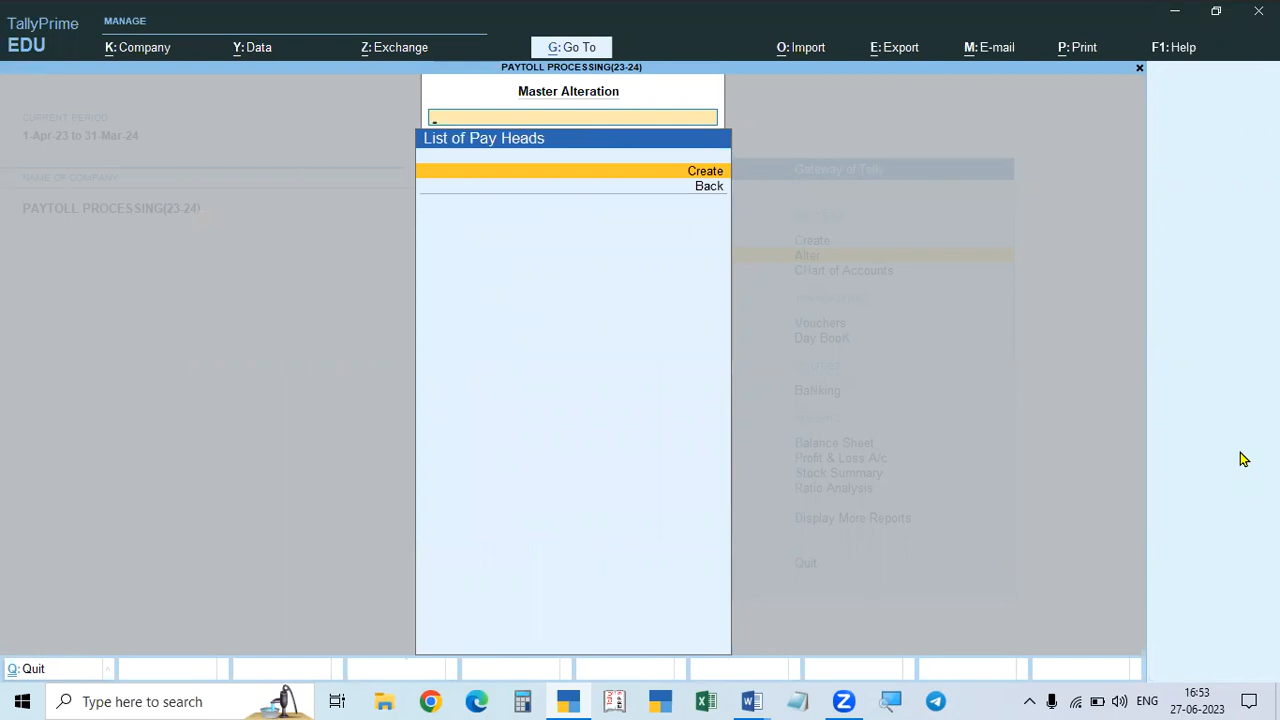 TallyPrime
EDU
MANAGE
K: Company
Y: Data
Z: Exchange
G: Go To
O: Import
E: Export
M: E-mail
P: Print
F1: Help
PAYTOLL PROCESSING(23-24)
Master Alteration
List of Pay Heads
Create
Back
CURRENT PERIOD
1-Apr-23 to 31-Mar-24
NAME OF COMPANY
PAYTOLL PROCESSING(23-24)
Gateway of Tally
Create
Alter
CHart of Accounts
Vouchers
Day BooK
BaNking
Balance Sheet
Profit & Loss A/c
Stock Summary
Ratio Analysis
Display More Reports
Quit
Q: Quit
Type here to search
ENG
16:53
27-06-2023